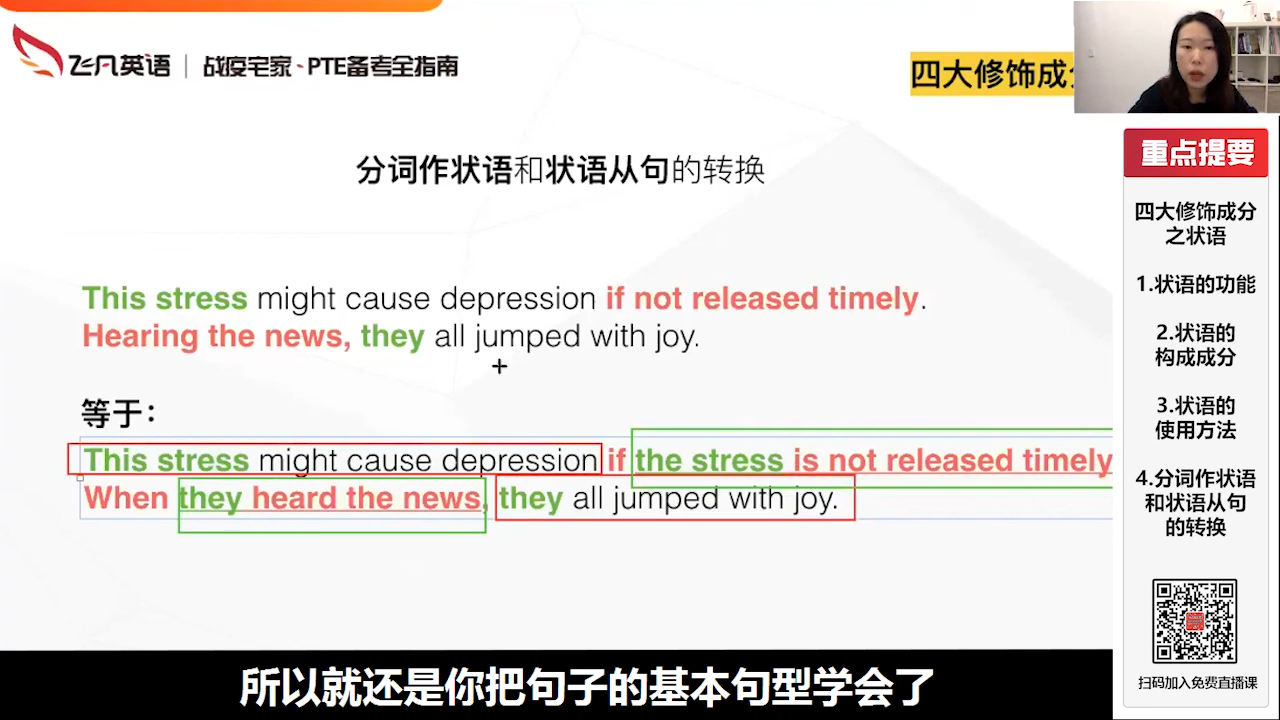 飞凡英语 | 战疫宅家、PTE备考全指南
四大修饰成分
分词作状语和状语从句的转换
This stress might cause depression if not released timely.
Hearing the news, they all jumped with joy.
等于：
This stress might cause depression if the stress is not released timely
When they heard the news, they all jumped with joy.
所以就还是你把句子的基本句型学会了
重点提要
四大修饰成分
之状语
1.状语的功能
2.状语的
构成成分
3.状语的
使用方法
4.分词作状语
和状语从句
的转换
扫码加入免费直播课